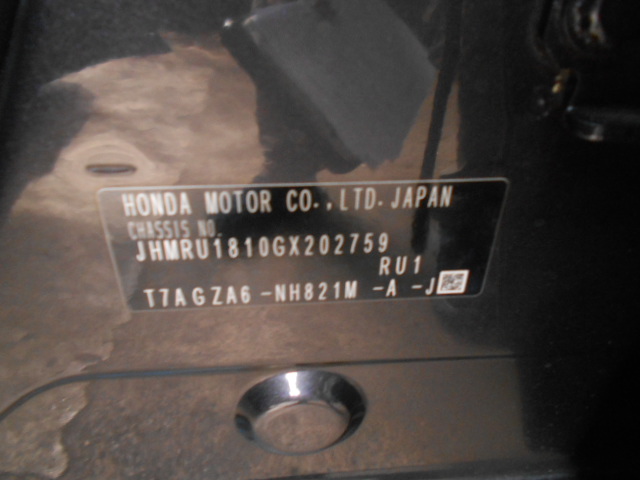 HONDA MOTOR CO.,LTD.JAPAN
CHASSIS NO.
JHMRU1810GX202759
RU1
T7AGZA6-NH821M -A -J